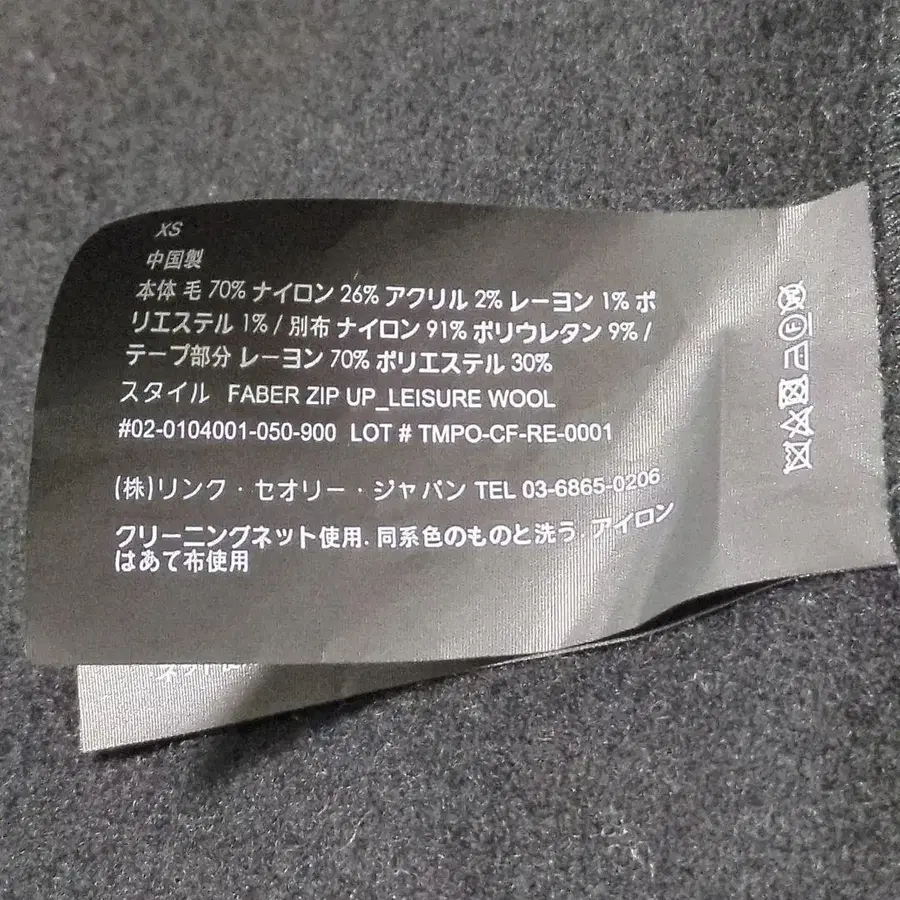 XS
中国製
本体 毛 70% ナイロン 26% アクリル 2% レーヨン 1% ポ
リエステル 1% / 別布 ナイロン 91% ポリウレタン 9% /
テープ部分 レーヨン 70% ポリエステル 30%
スタイル FABER ZIP UP_LEISURE WOOL
#02-0104001-050-900 LOT # TMPO-CF-RE-0001
(株)リンク・セオリー・ジャパン TEL 03-6865-0206
クリーニングネット使用. 同系色のものと洗う. アイロン
はあて布使用